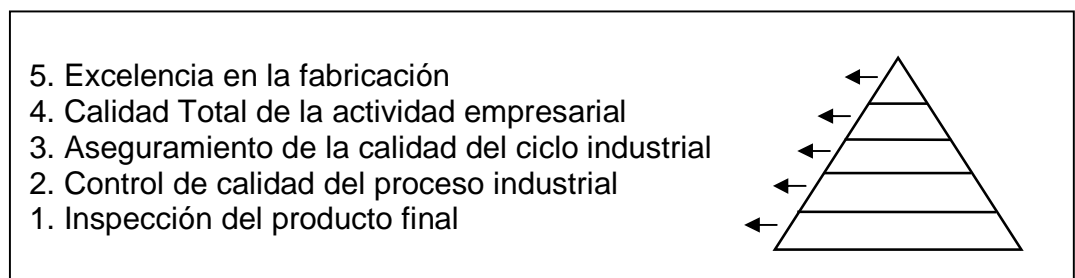 5. Excelencia en la fabricación
4. Calidad Total de la actividad empresarial
3. Aseguramiento de la calidad del ciclo industrial
2. Control de calidad del proceso industrial
1. Inspección del producto final